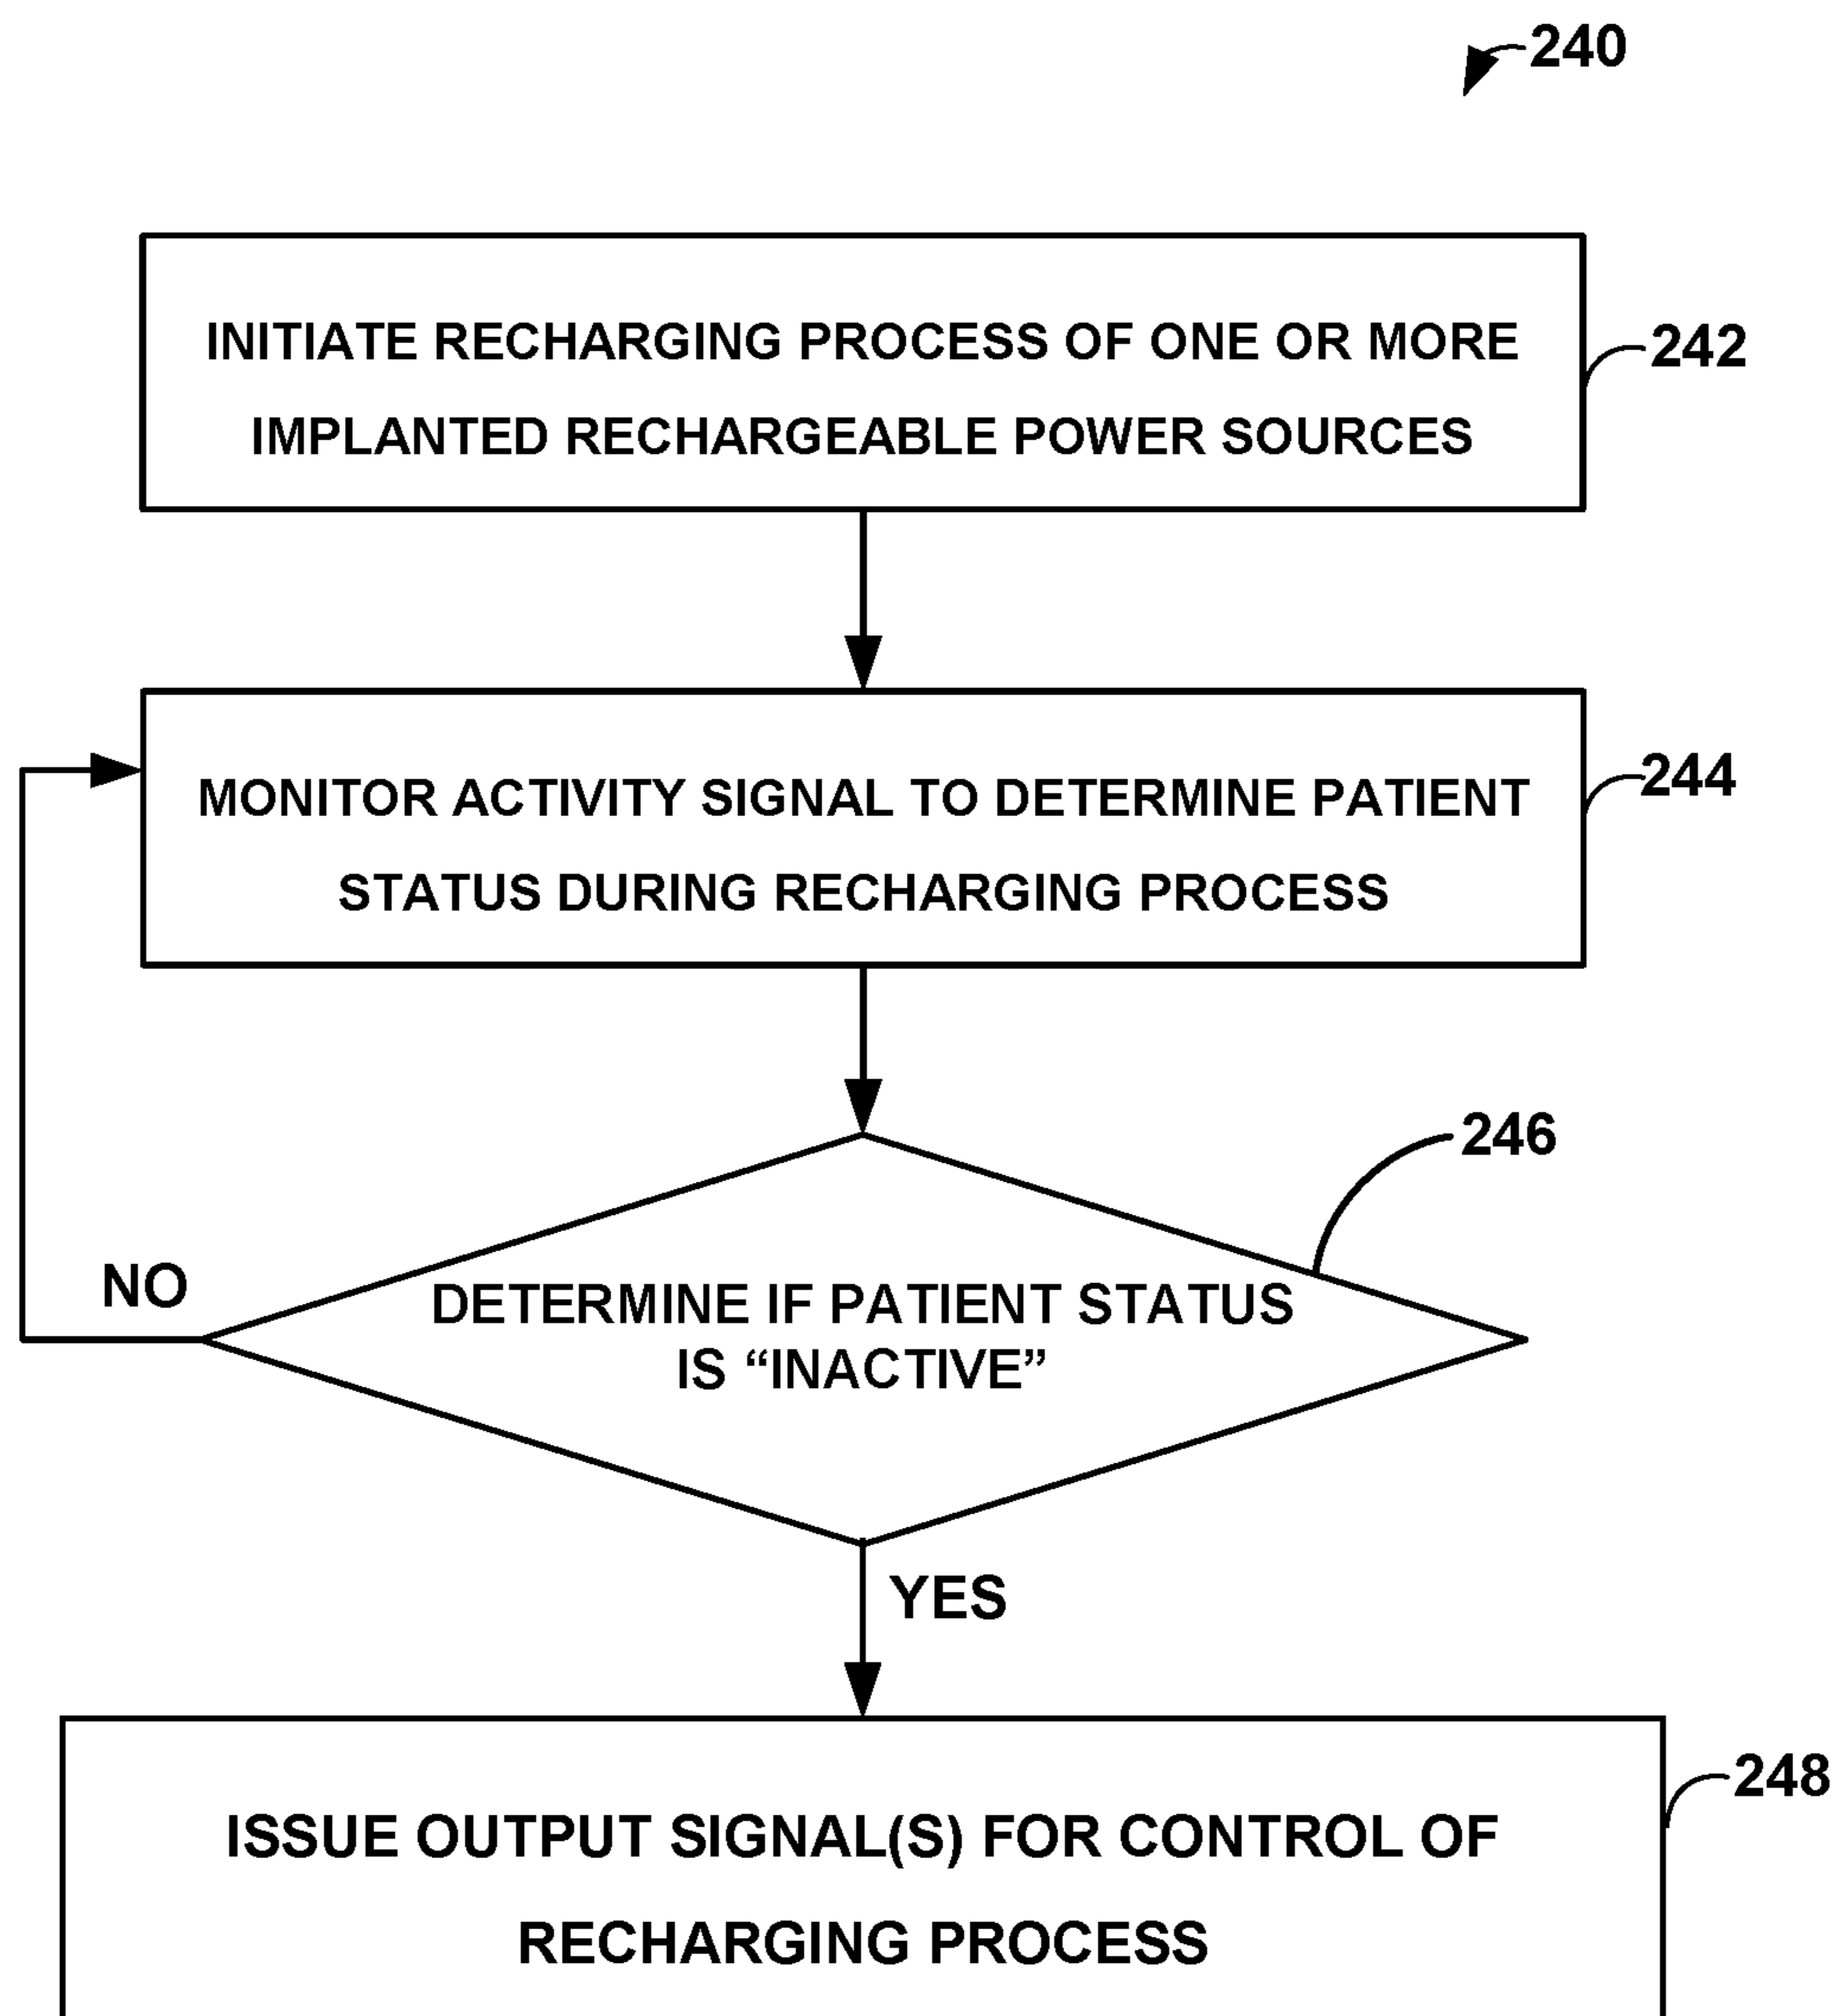 240
INITIATE RECHARGING PROCESS OF ONE OR MORE
IMPLANTED RECHARGEABLE POWER SOURCES
242
MONITOR ACTIVITY SIGNAL TO DETERMINE PATIENT
STATUS DURING RECHARGING PROCESS
244
246
NO
DETERMINE IF PATIENT STATUS
IS “INACTIVE”
YES
ISSUE OUTPUT SIGNAL(S) FOR CONTROL OF
RECHARGING PROCESS
248